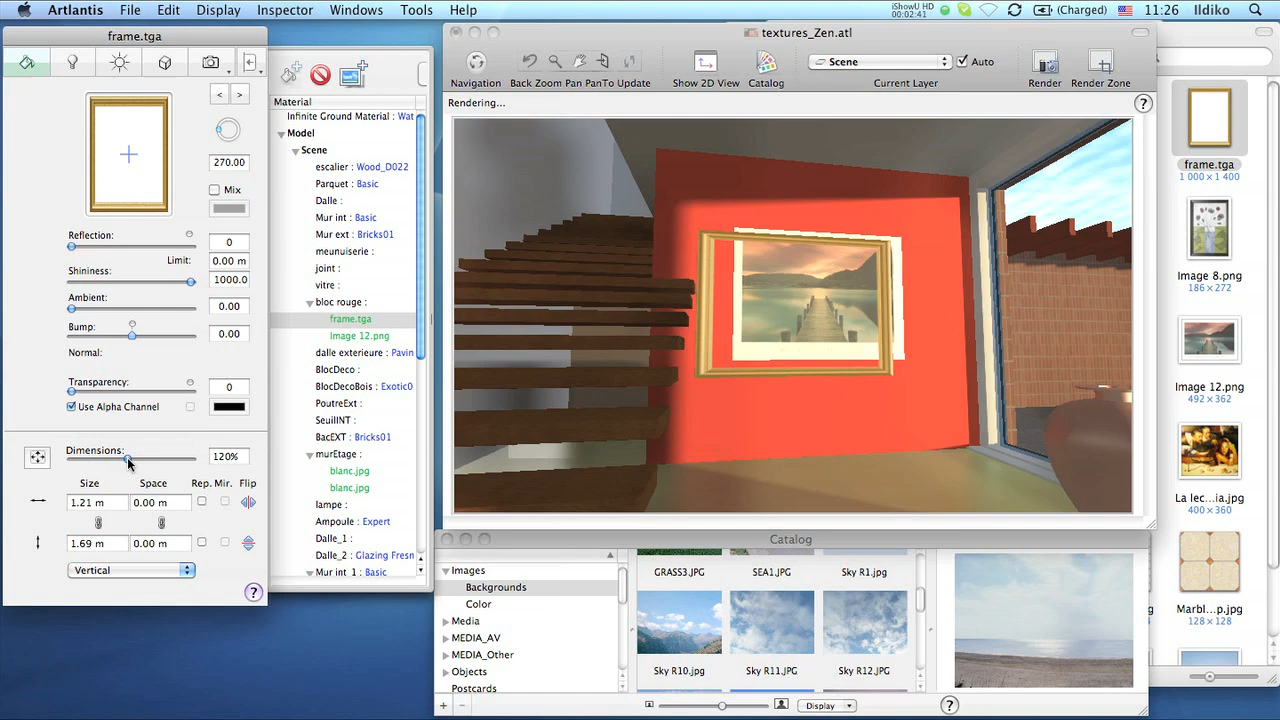 Artlantis File Edit Display Inspector Windows Tools Help
iShowU HD
00:02:41
(Charged) 11:26 Ildiko
frame.tga
270.00
Mix
Reflection:
0
Limit: 0.00 m
Shininess:
1000.0
Ambient:
0.00
Bump:
0.00
Normal:
Transparency:
0
Use Alpha Channel
Dimensions:
120%
Size Space Rep. Mir. Flip
1.21 m 0.00 m
1.69 m 0.00 m
Vertical
?
Material
Infinite Ground Material : Wat
Model
Scene
escalier : Wood_D022
Parquet : Basic
Dalle :
Mur int : Basic
Mur ext : Bricks01
meunuiserie :
joint :
vitre :
bloc rouge :
frame.tga
Image 12.png
dalle exterieure : Pavin
BlocDeco :
BlocDecoBois : Exotic0
PoutreExt :
SeuilINT :
BacEXT : Bricks01
murEtage :
blanc.jpg
blanc.jpg
lampe :
Ampoule : Expert
Dalle_1 :
Dalle_2 : Glazing Fresn
Mur int_1 : Basic
textures_Zen.atl
Scene
Auto
Navigation Back Zoom Pan PanTo Update Show 2D View Catalog Current Layer Render Render Zone
Rendering...
?
Catalog
Images
Backgrounds
Color
Media
MEDIA_AV
MEDIA_Other
Objects
Postcards
GRASS3.JPG SEA1.JPG Sky R1.jpg
Sky R10.jpg Sky R11.JPG Sky R12.JPG
+ −
Display
?
frame.tga
1 000 × 1 400
Image 8.png
186 × 272
Image 12.png
492 × 362
La lec...ia.jpg
400 × 360
Marbl...p.jpg
128 × 128